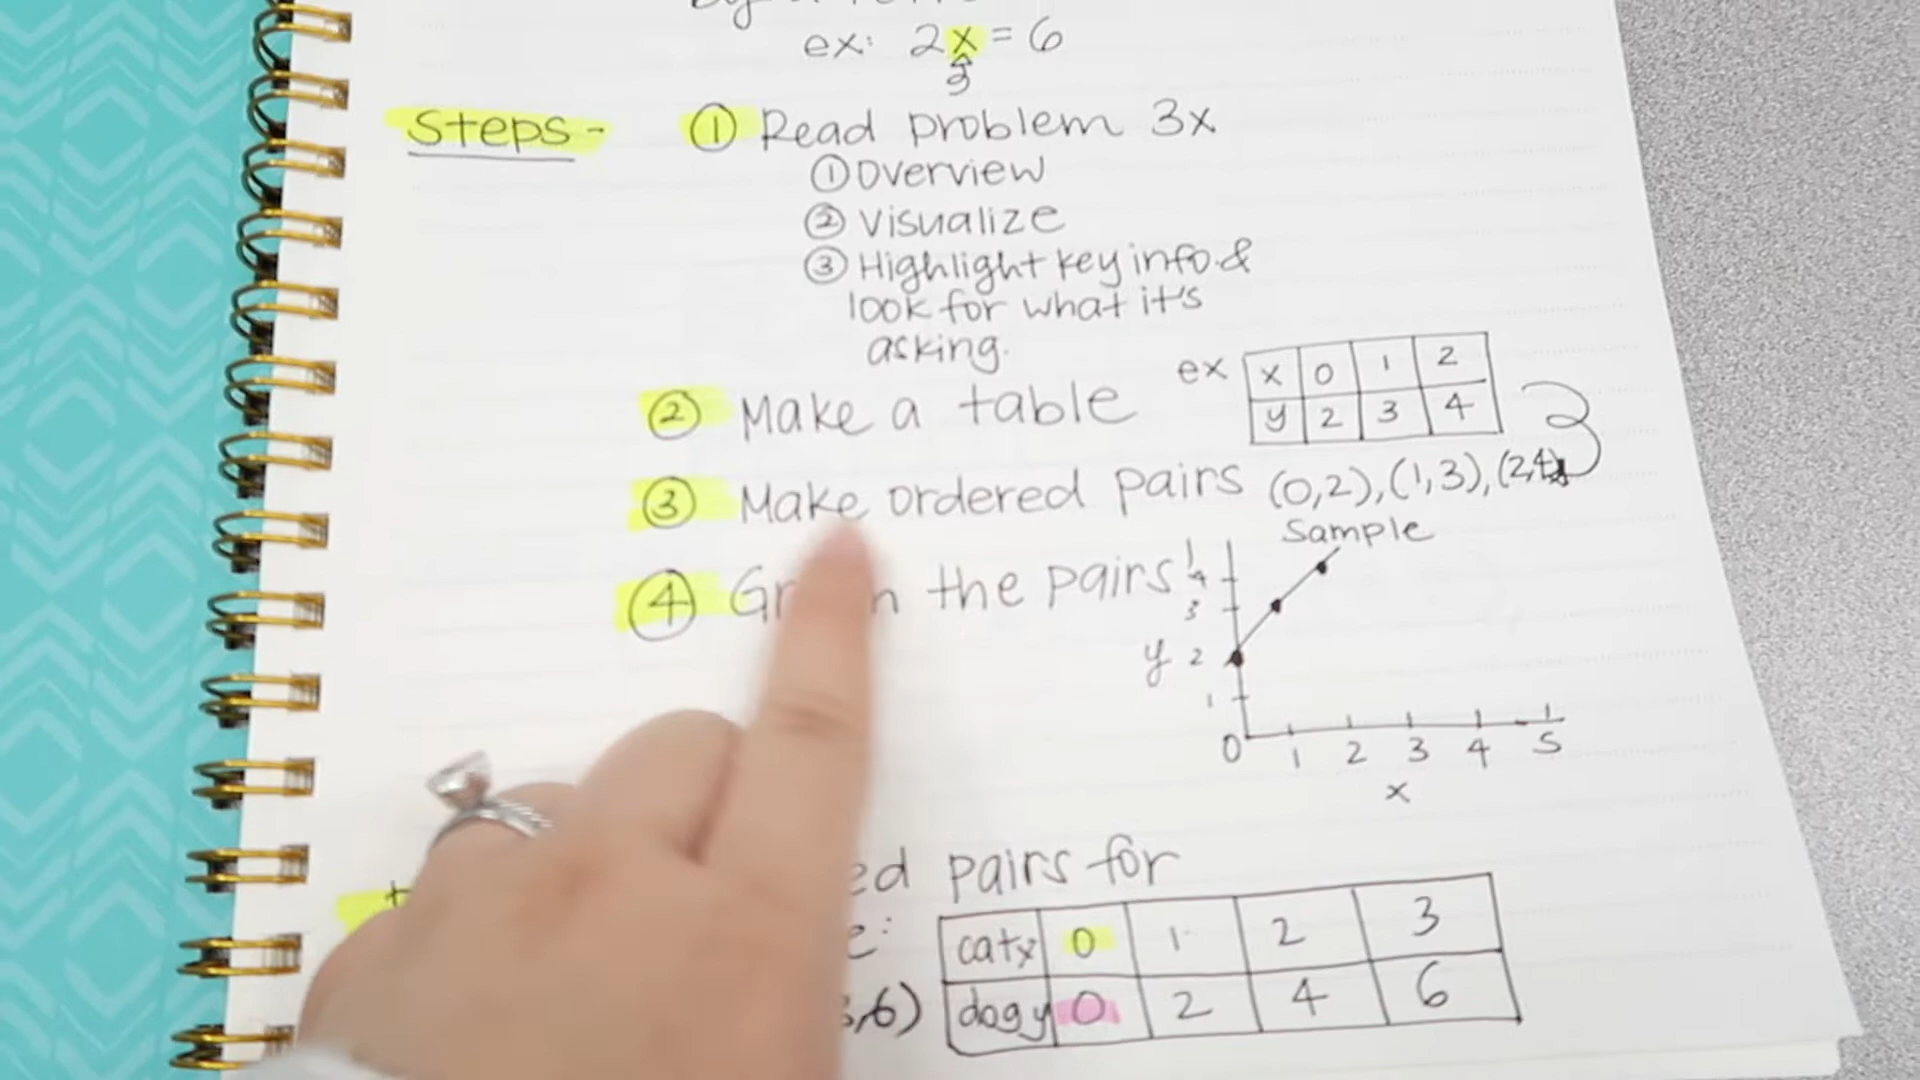 ex: 2x = 6
3
Steps-
① Read problem 3x
① Overview
② Visualize
③ Highlight key info &
look for what it's
asking.
② Make a table
ex
x 0 1 2
y 2 3 4
③ Make ordered pairs (0,2), (1,3), (2,4)
Sample
④ the pairs
4
3
y 2
1
0 1 2 3 4 5
x
pairs for
cat x 0 1 2 3
,6) dog y 0 2 4 6